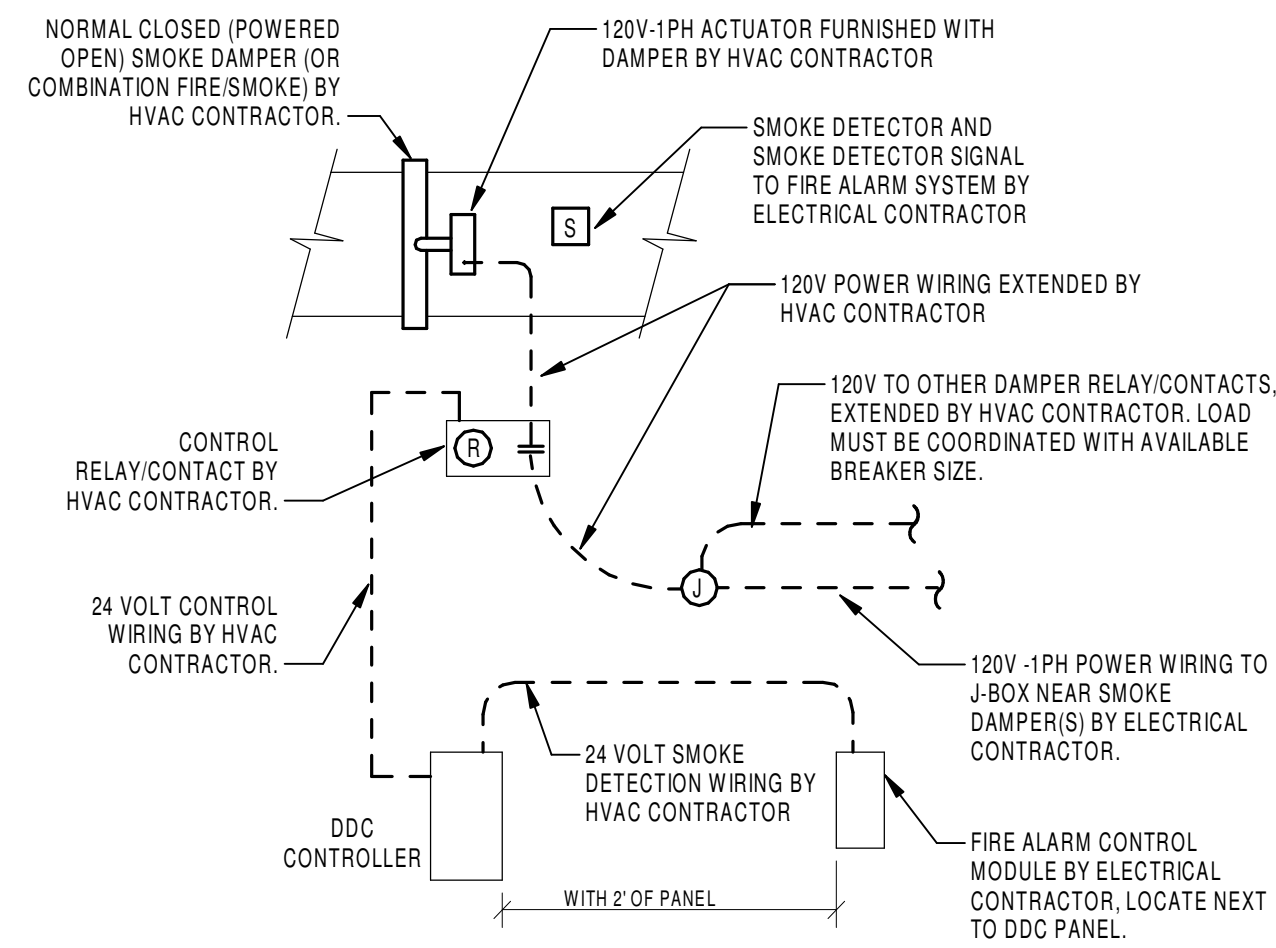 NORMAL CLOSED (POWERED
OPEN) SMOKE DAMPER (OR
COMBINATION FIRE/SMOKE) BY
HVAC CONTRACTOR.
120V-1PH ACTUATOR FURNISHED WITH
DAMPER BY HVAC CONTRACTOR
SMOKE DETECTOR AND
SMOKE DETECTOR SIGNAL
TO FIRE ALARM SYSTEM BY
ELECTRICAL CONTRACTOR
S
120V POWER WIRING EXTENDED BY
HVAC CONTRACTOR
120V TO OTHER DAMPER RELAY/CONTACTS,
EXTENDED BY HVAC CONTRACTOR. LOAD
MUST BE COORDINATED WITH AVAILABLE
BREAKER SIZE.
CONTROL
RELAY/CONTACT BY
HVAC CONTRACTOR.
R
J
24 VOLT CONTROL
WIRING BY HVAC
CONTRACTOR.
120V -1PH POWER WIRING TO
J-BOX NEAR SMOKE
DAMPER(S) BY ELECTRICAL
CONTRACTOR.
24 VOLT SMOKE
DETECTION WIRING BY
HVAC CONTRACTOR
DDC
CONTROLLER
FIRE ALARM CONTROL
MODULE BY ELECTRICAL
CONTRACTOR, LOCATE NEXT
TO DDC PANEL.
WITH 2' OF PANEL